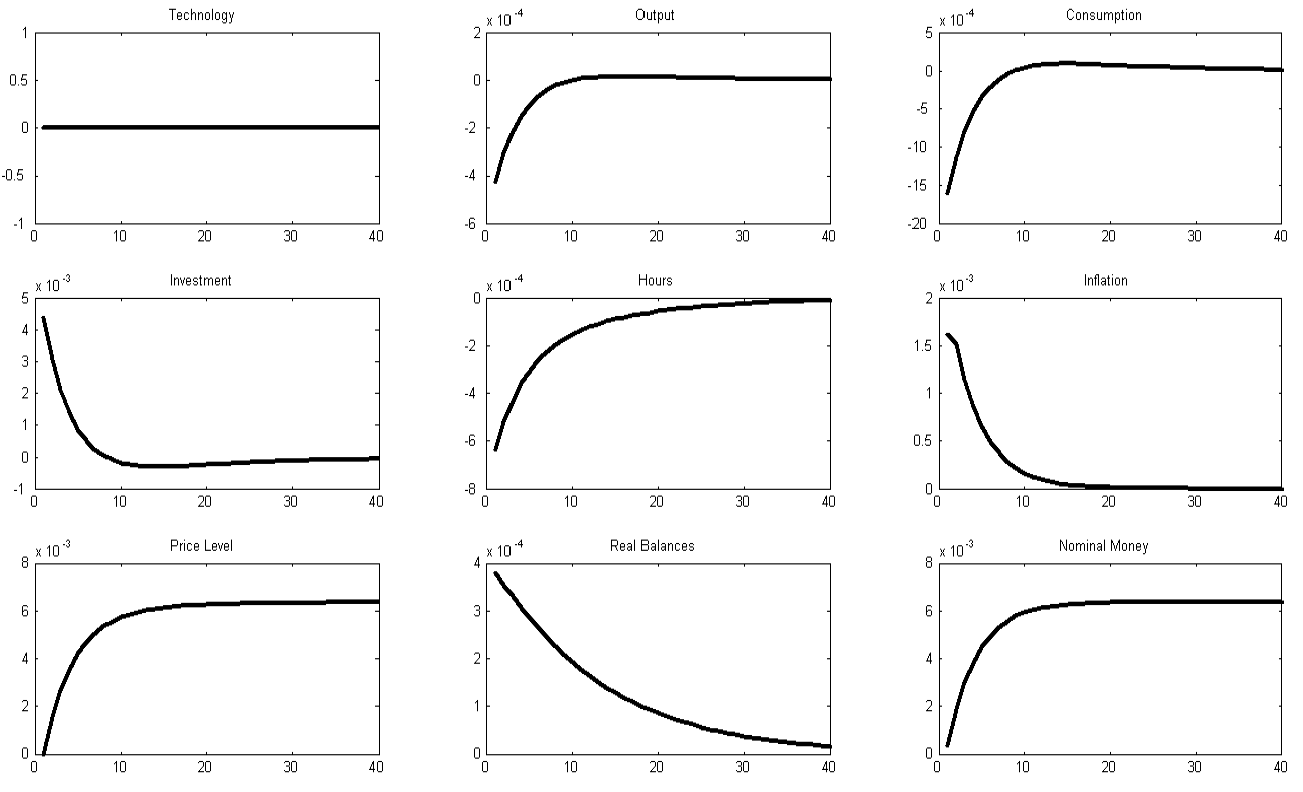 Technology
1
0.5
0
-0.5
-1
0 10 20 30 40
Output
x 10 -4
2
0
-2
-4
-6
0 10 20 30 40
Consumption
x 10 -4
5
0
-5
-10
-15
-20
0 10 20 30 40
Investment
x 10 -3
5
4
3
2
1
0
-1
0 10 20 30 40
Hours
x 10 -4
0
-2
-4
-6
-8
0 10 20 30 40
Inflation
x 10 -3
2
1.5
1
0.5
0
0 10 20 30 40
Price Level
x 10 -3
8
6
4
2
0
0 10 20 30 40
Real Balances
x 10 -4
4
3
2
1
0
0 10 20 30 40
Nominal Money
x 10 -3
8
6
4
2
0
0 10 20 30 40